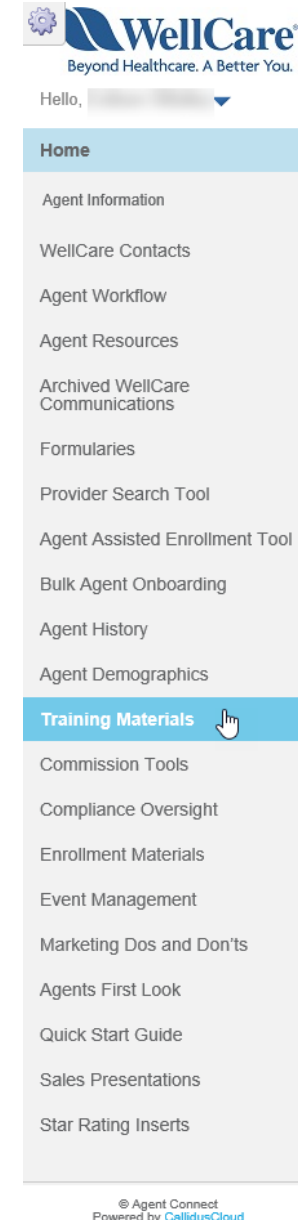 WellCare®
Beyond Healthcare. A Better You.
Hello,
Home
Agent Information
WellCare Contacts
Agent Workflow
Agent Resources
Archived WellCare
Communications
Formularies
Provider Search Tool
Agent Assisted Enrollment Tool
Bulk Agent Onboarding
Agent History
Agent Demographics
Training Materials
Commission Tools
Compliance Oversight
Enrollment Materials
Event Management
Marketing Dos and Don'ts
Agents First Look
Quick Start Guide
Sales Presentations
Star Rating Inserts
© Agent Connect
Powered by CallidusCloud